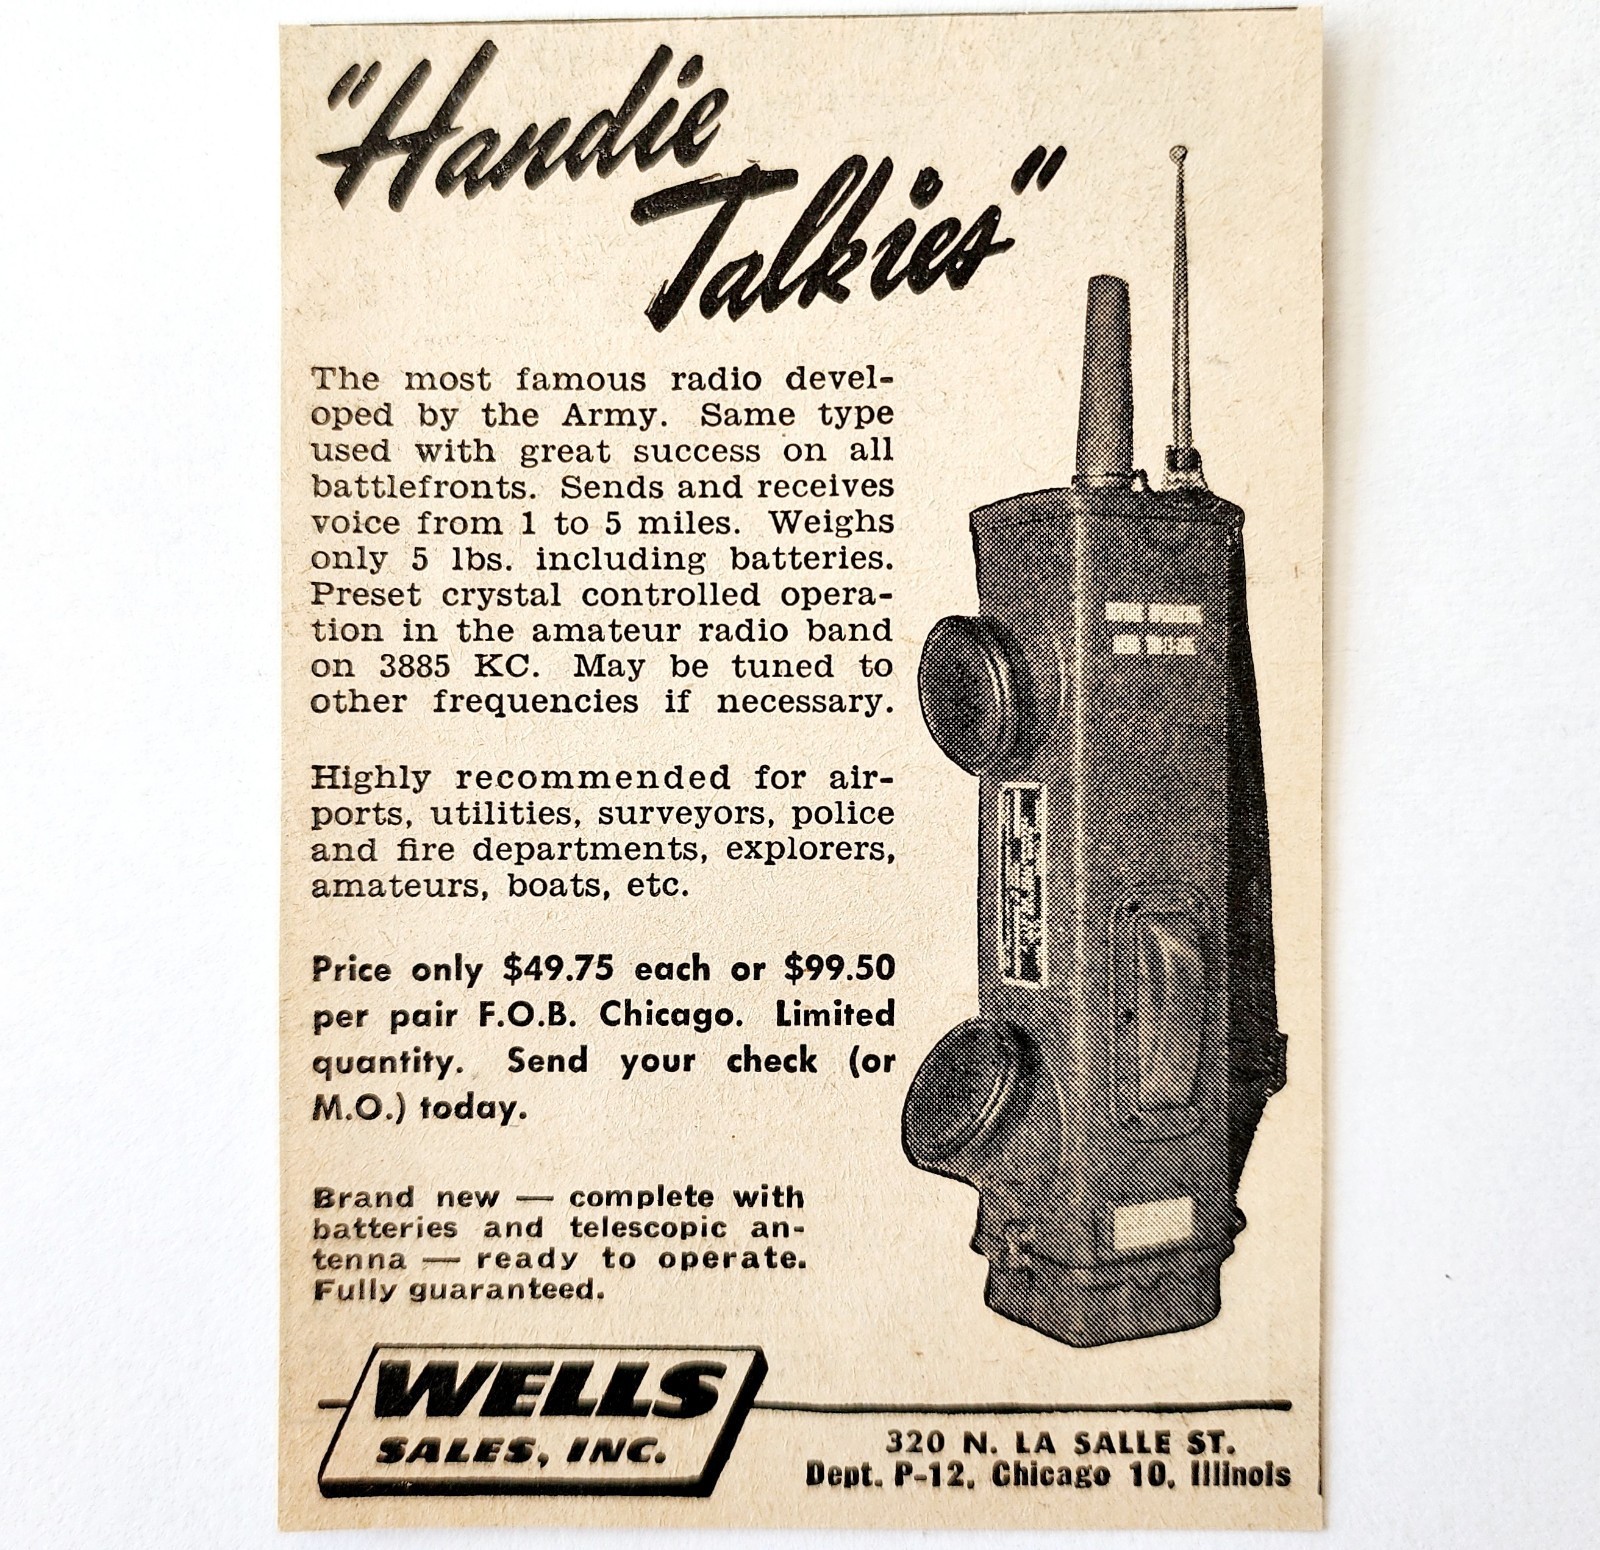 "Handie
Talkies"
The most famous radio devel-
oped by the Army. Same type
used with great success on all
battlefronts. Sends and receives
voice from 1 to 5 miles. Weighs
only 5 lbs. including batteries.
Preset crystal controlled opera-
tion in the amateur radio band
on 3885 KC. May be tuned to
other frequencies if necessary.
Highly recommended for air-
ports, utilities, surveyors, police
and fire departments, explorers,
amateurs, boats, etc.
Price only $49.75 each or $99.50
per pair F.O.B. Chicago. Limited
quantity. Send your check (or
M.O.) today.
Brand new — complete with
batteries and telescopic an-
tenna — ready to operate.
Fully guaranteed.
WELLS
SALES, INC.
320 N. LA SALLE ST.
Dept. P-12, Chicago 10, Illinois